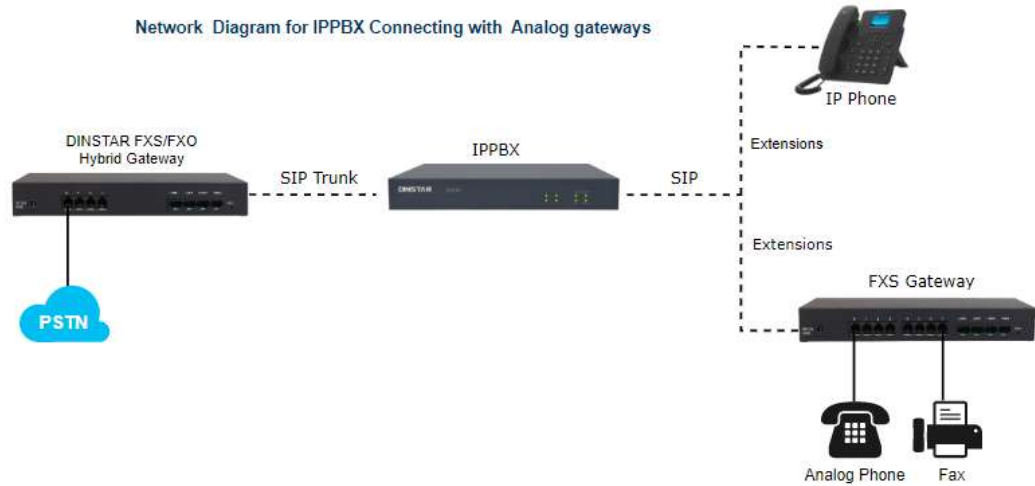 Network Diagram for IPPBX Connecting with Analog gateways
IP Phone
DINSTAR FXS/FXO
Hybrid Gateway
IPPBX
Extensions
SIP Trunk
DINSTAR
SIP
Extensions
FXS Gateway
PSTN
Analog Phone
Fax